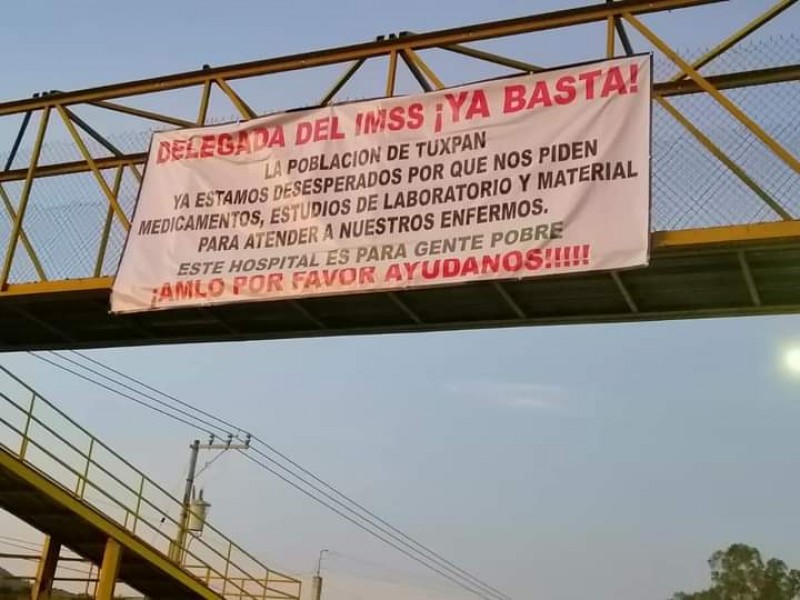 DELEGADA DEL IMSS ¡YA BASTA!
LA POBLACION DE TUXPAN
YA ESTAMOS DESESPERADOS POR QUE NOS PIDEN
MEDICAMENTOS, ESTUDIOS DE LABORATORIO Y MATERIAL
PARA ATENDER A NUESTROS ENFERMOS.
ESTE HOSPITAL ES PARA GENTE POBRE
¡AMLO POR FAVOR AYUDANOS!!!!!